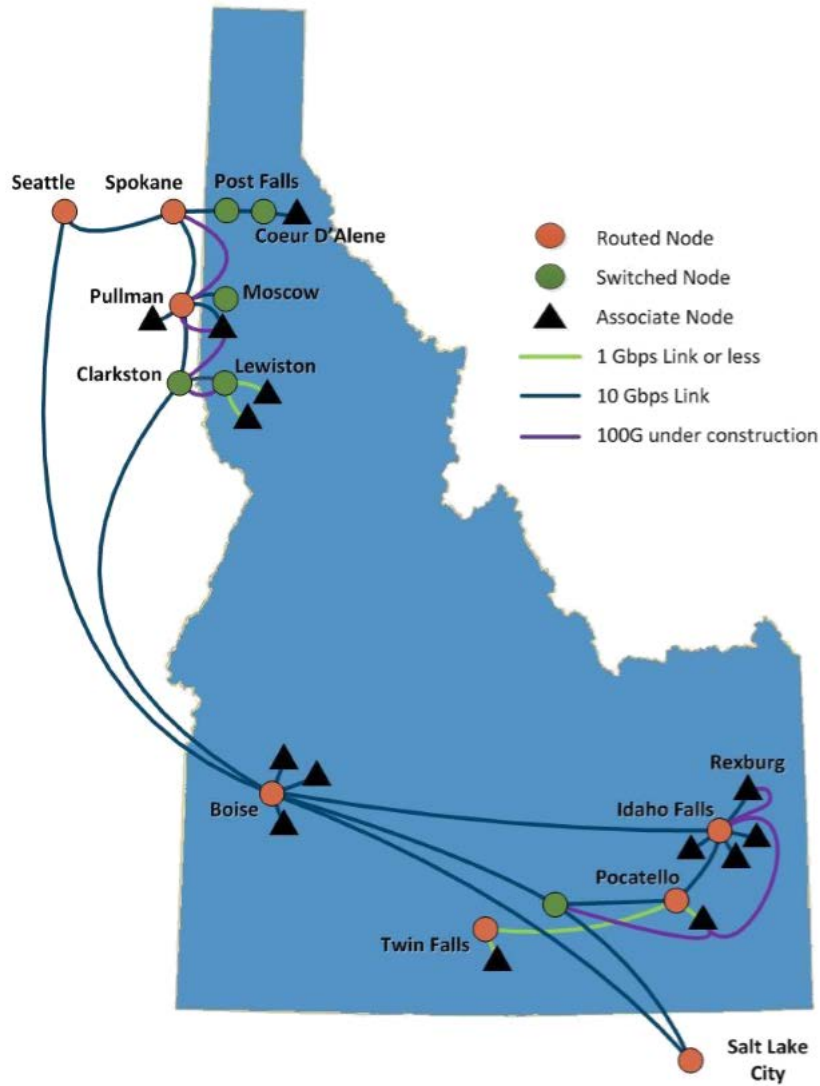 Seattle
Spokane
Post Falls
Coeur D'Alene
Routed Node
Switched Node
Pullman
Moscow
Associate Node
1 Gbps Link or less
Clarkston
Lewiston
10 Gbps Link
100G under construction
Rexburg
Boise
Idaho Falls
Pocatello
Twin Falls
Salt Lake
City